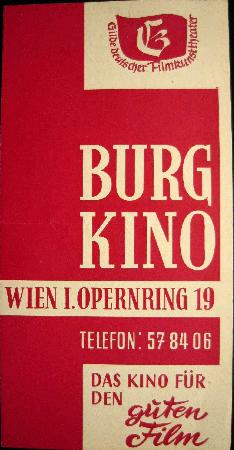 Gilde deutscher Filmkunsttheater
BURG
KINO
WIEN I. OPERNRING 19
TELEFON: 57 84 06
DAS KINO FÜR
DEN guten
Film